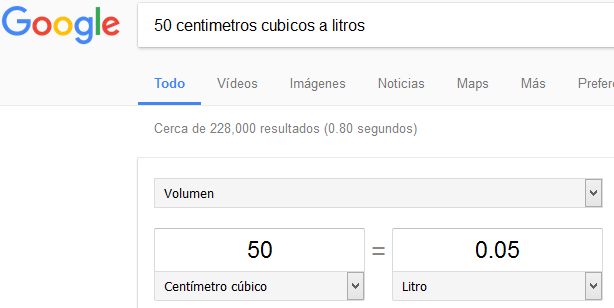 Google
50 centimetros cubicos a litros
Todo Vídeos Imágenes Noticias Maps Más Prefer
Cerca de 228,000 resultados (0.80 segundos)
Volumen
50 = 0.05
Centímetro cúbico Litro